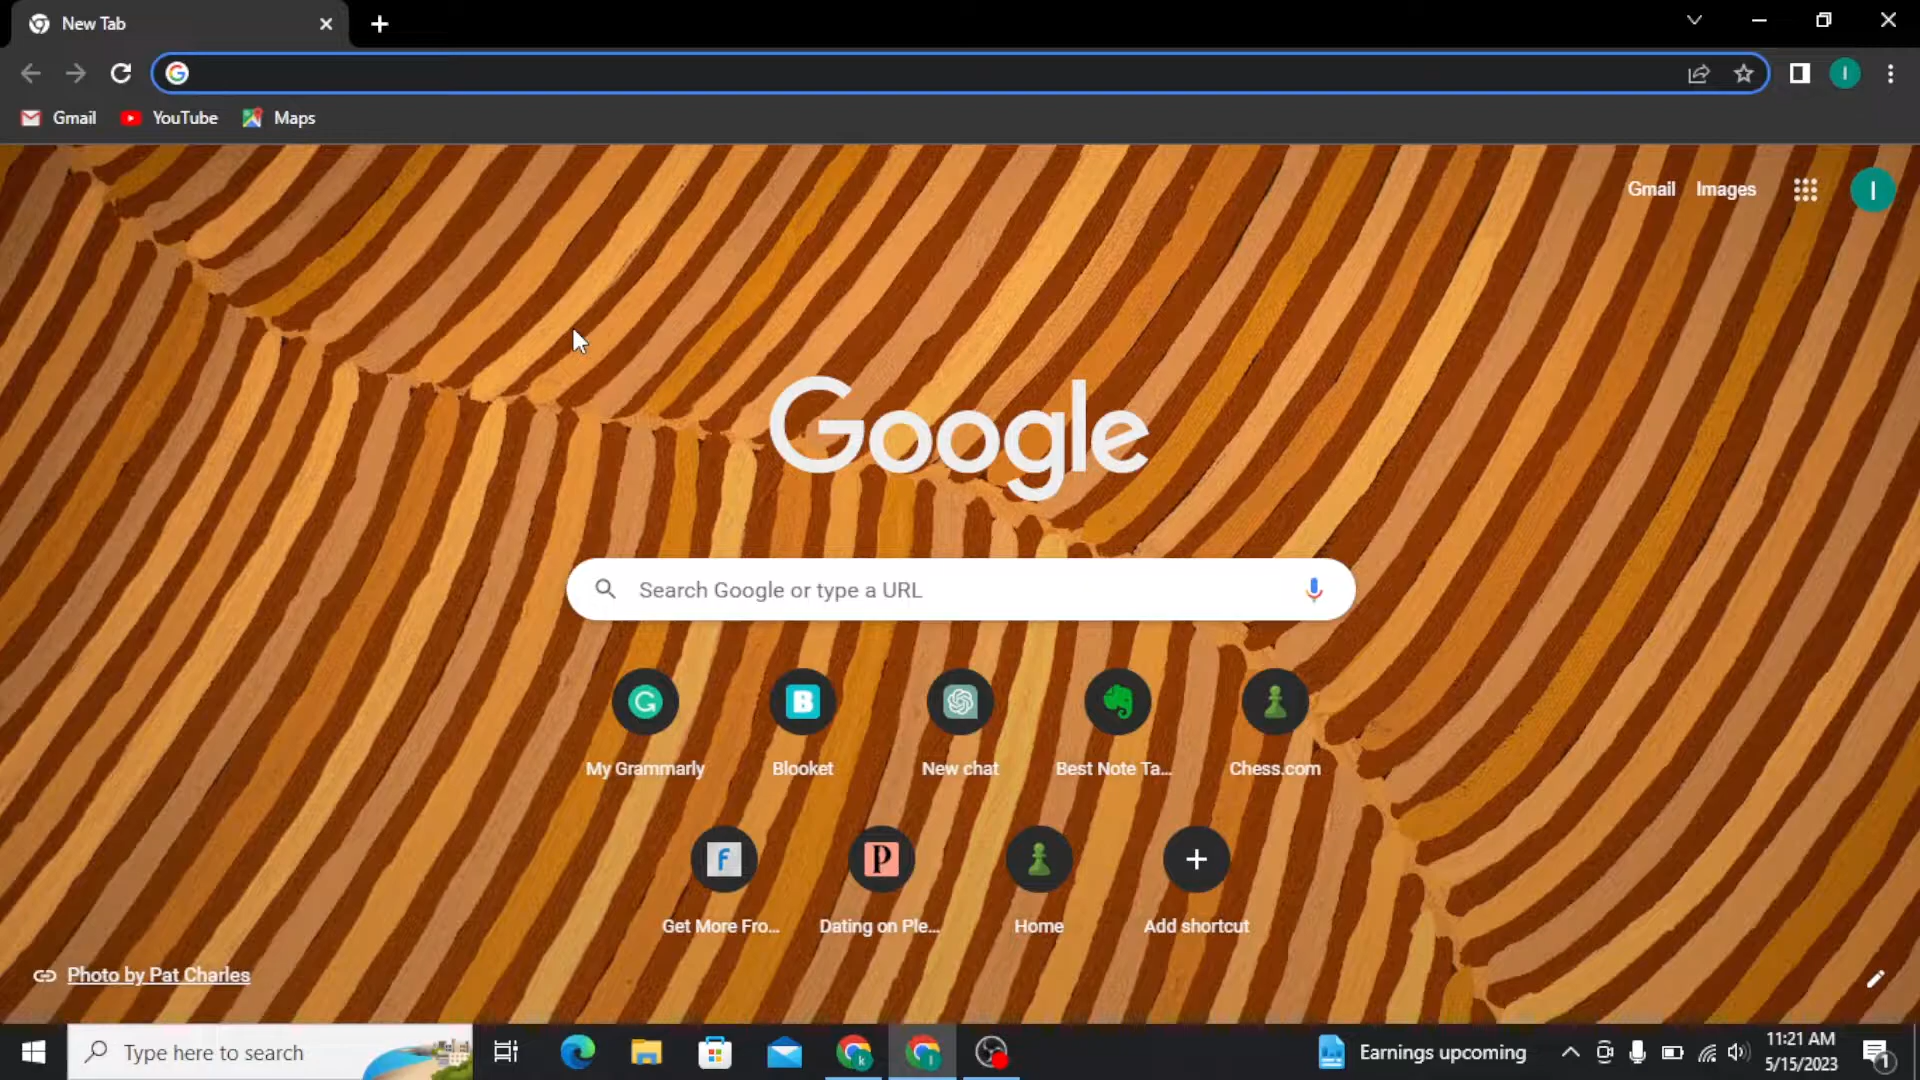 New Tab
Gmail
YouTube
Maps
Gmail
Images
I
I
Google
Search Google or type a URL
My Grammarly
Blooket
New chat
Best Note Ta...
Chess.com
Get More Fro...
Dating on Ple...
Home
Add shortcut
Photo by Pat Charles
Type here to search
Earnings upcoming
11:21 AM
5/15/2023
1